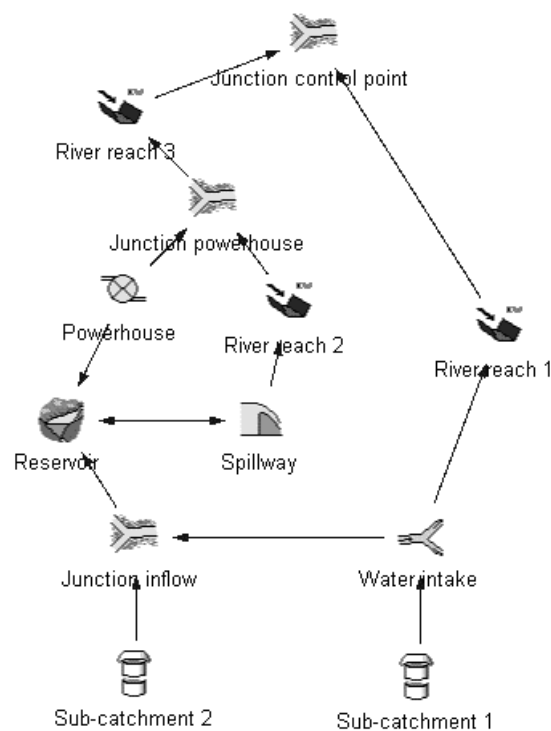 Junction control point
River reach 3
Junction powerhouse
Powerhouse
River reach 2
River reach 1
Reservoir
Spillway
Junction inflow
Water intake
Sub-catchment 2
Sub-catchment 1